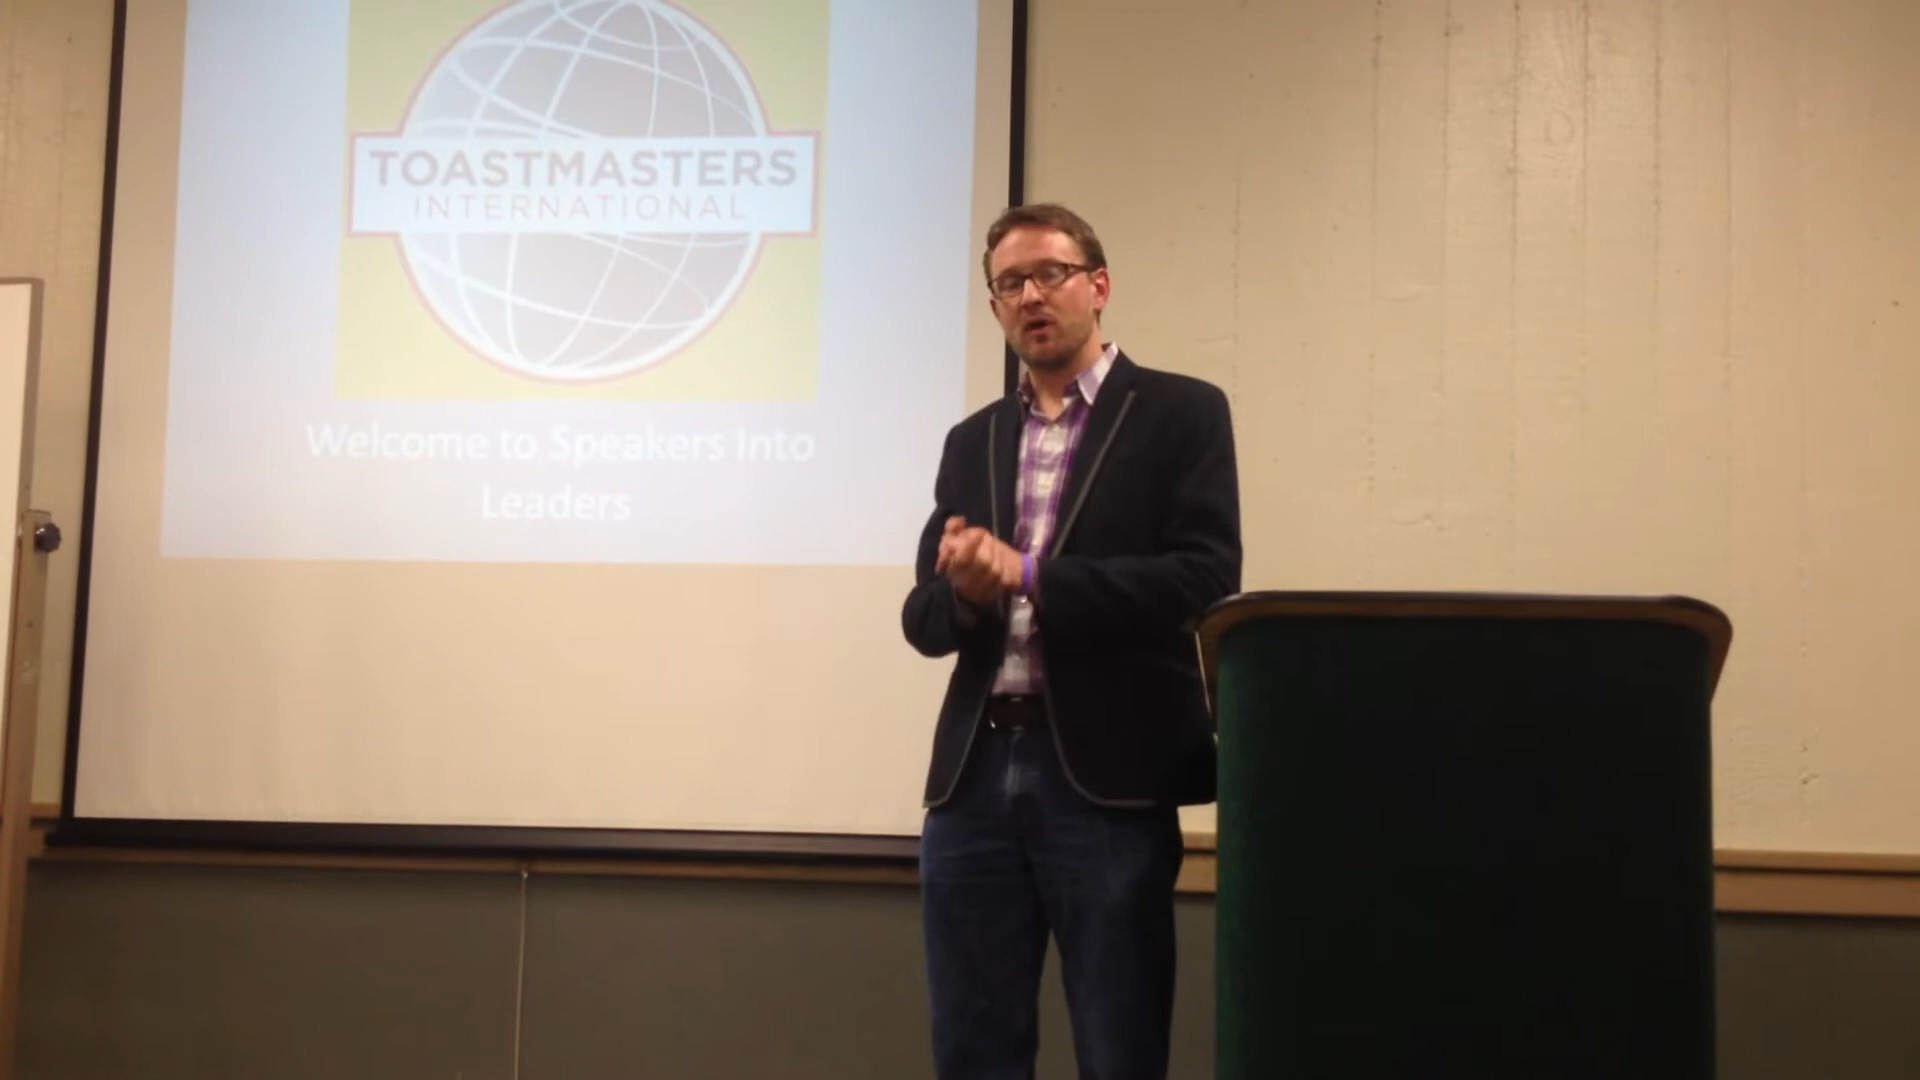 TOASTMASTERS
INTERNATIONAL
Welcome to Speakers Into
Leaders